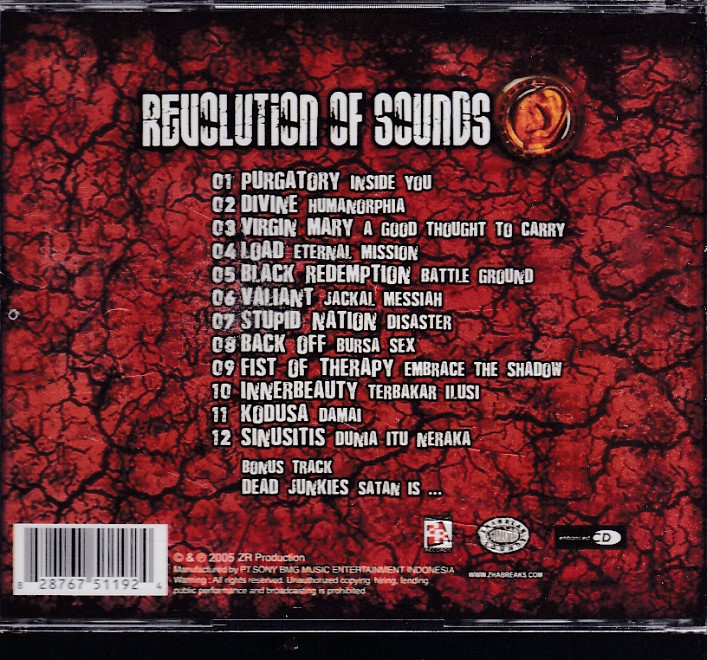 REVOLUTION OF SOUNDS
01 PURGATORY INSIDE YOU
02 DIVINE HUMANORPHIA
03 VIRGIN MARY A GOOD THOUGHT TO CARRY
04 LOAD ETERNAL MISSION
05 BLACK REDEMPTION BATTLE GROUND
06 VALIANT JACKAL MESSIAH
07 STUPID NATION DISASTER
08 BACK OFF BURSA SEX
09 FIST OF THERAPY EMBRACE THE SHADOW
10 INNERBEAUTY TERBAKAR ILUSI
11 KODUSA DAMAI
12 SINUSITIS DUNIA ITU NERAKA
BONUS TRACK
DEAD JUNKIES SATAN IS ...
8 28767 51192 4
© & ℗ 2005 ZR Production
Manufactured by PT SONY BMG MUSIC ENTERTAINMENT INDONESIA
Warning : All rights reserved. Unauthorized copying, hiring, lending
public performance and broadcasting is prohibited.
ZR
RECORDS
WWW.ZHABREAKS.COM
enhanced CD